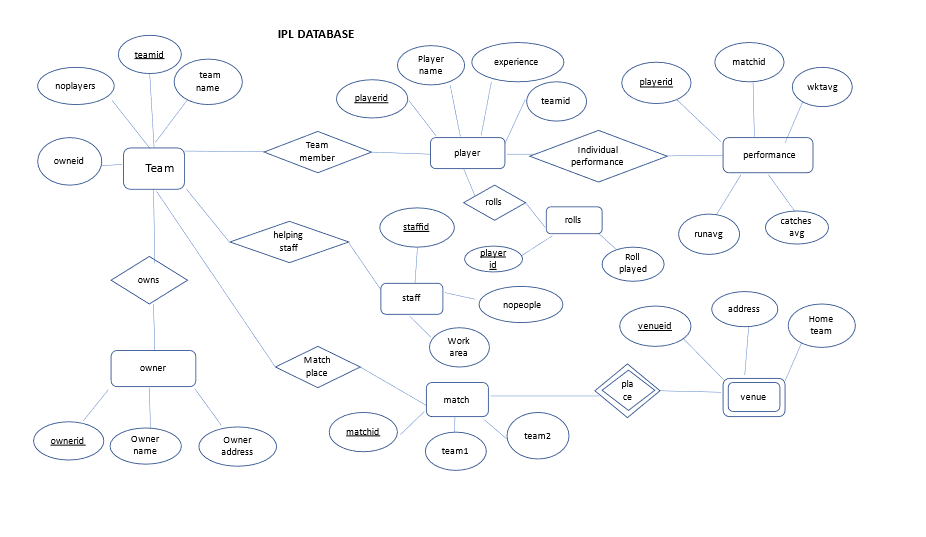 IPL DATABASE
teamid
noplayers
team
name
owneid
Team
Team
member
Player
name
experience
playerid
teamid
player
Individual
performance
playerid
matchid
wktavg
performance
runavg
catches
avg
rolls
rolls
player
id
Roll
played
helping
staff
staffid
staff
nopeople
Work
area
owns
owner
ownerid
Owner
name
Owner
address
Match
place
match
matchid
team1
team2
pla
ce
venueid
address
Home
team
venue